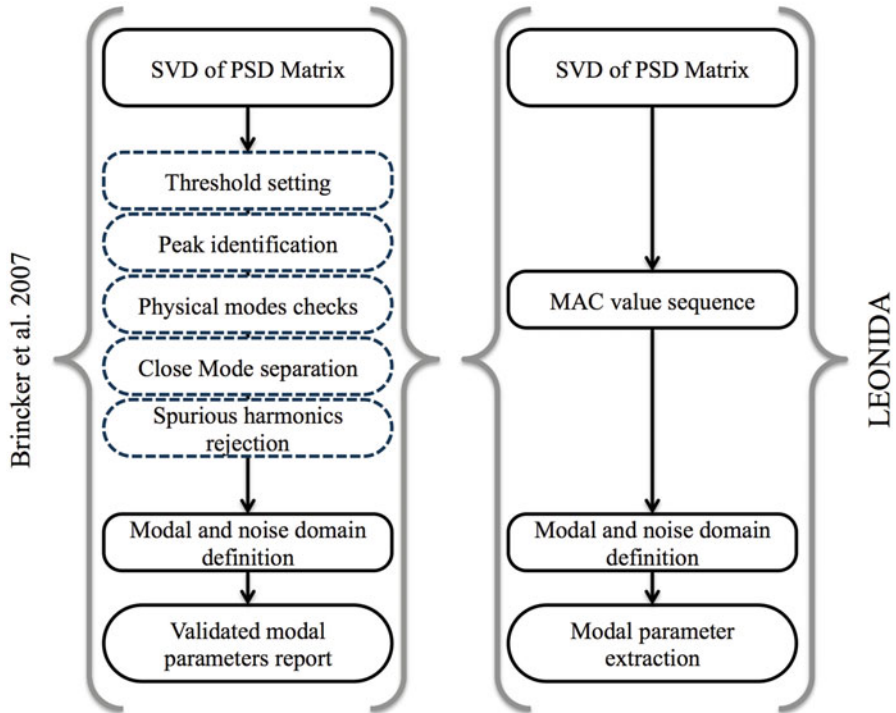 Brincker et al. 2007
SVD of PSD Matrix
Threshold setting
Peak identification
Physical modes checks
Close Mode separation
Spurious harmonics
rejection
Modal and noise domain
definition
Validated modal
parameters report
SVD of PSD Matrix
MAC value sequence
Modal and noise domain
definition
Modal parameter
extraction
LEONIDA